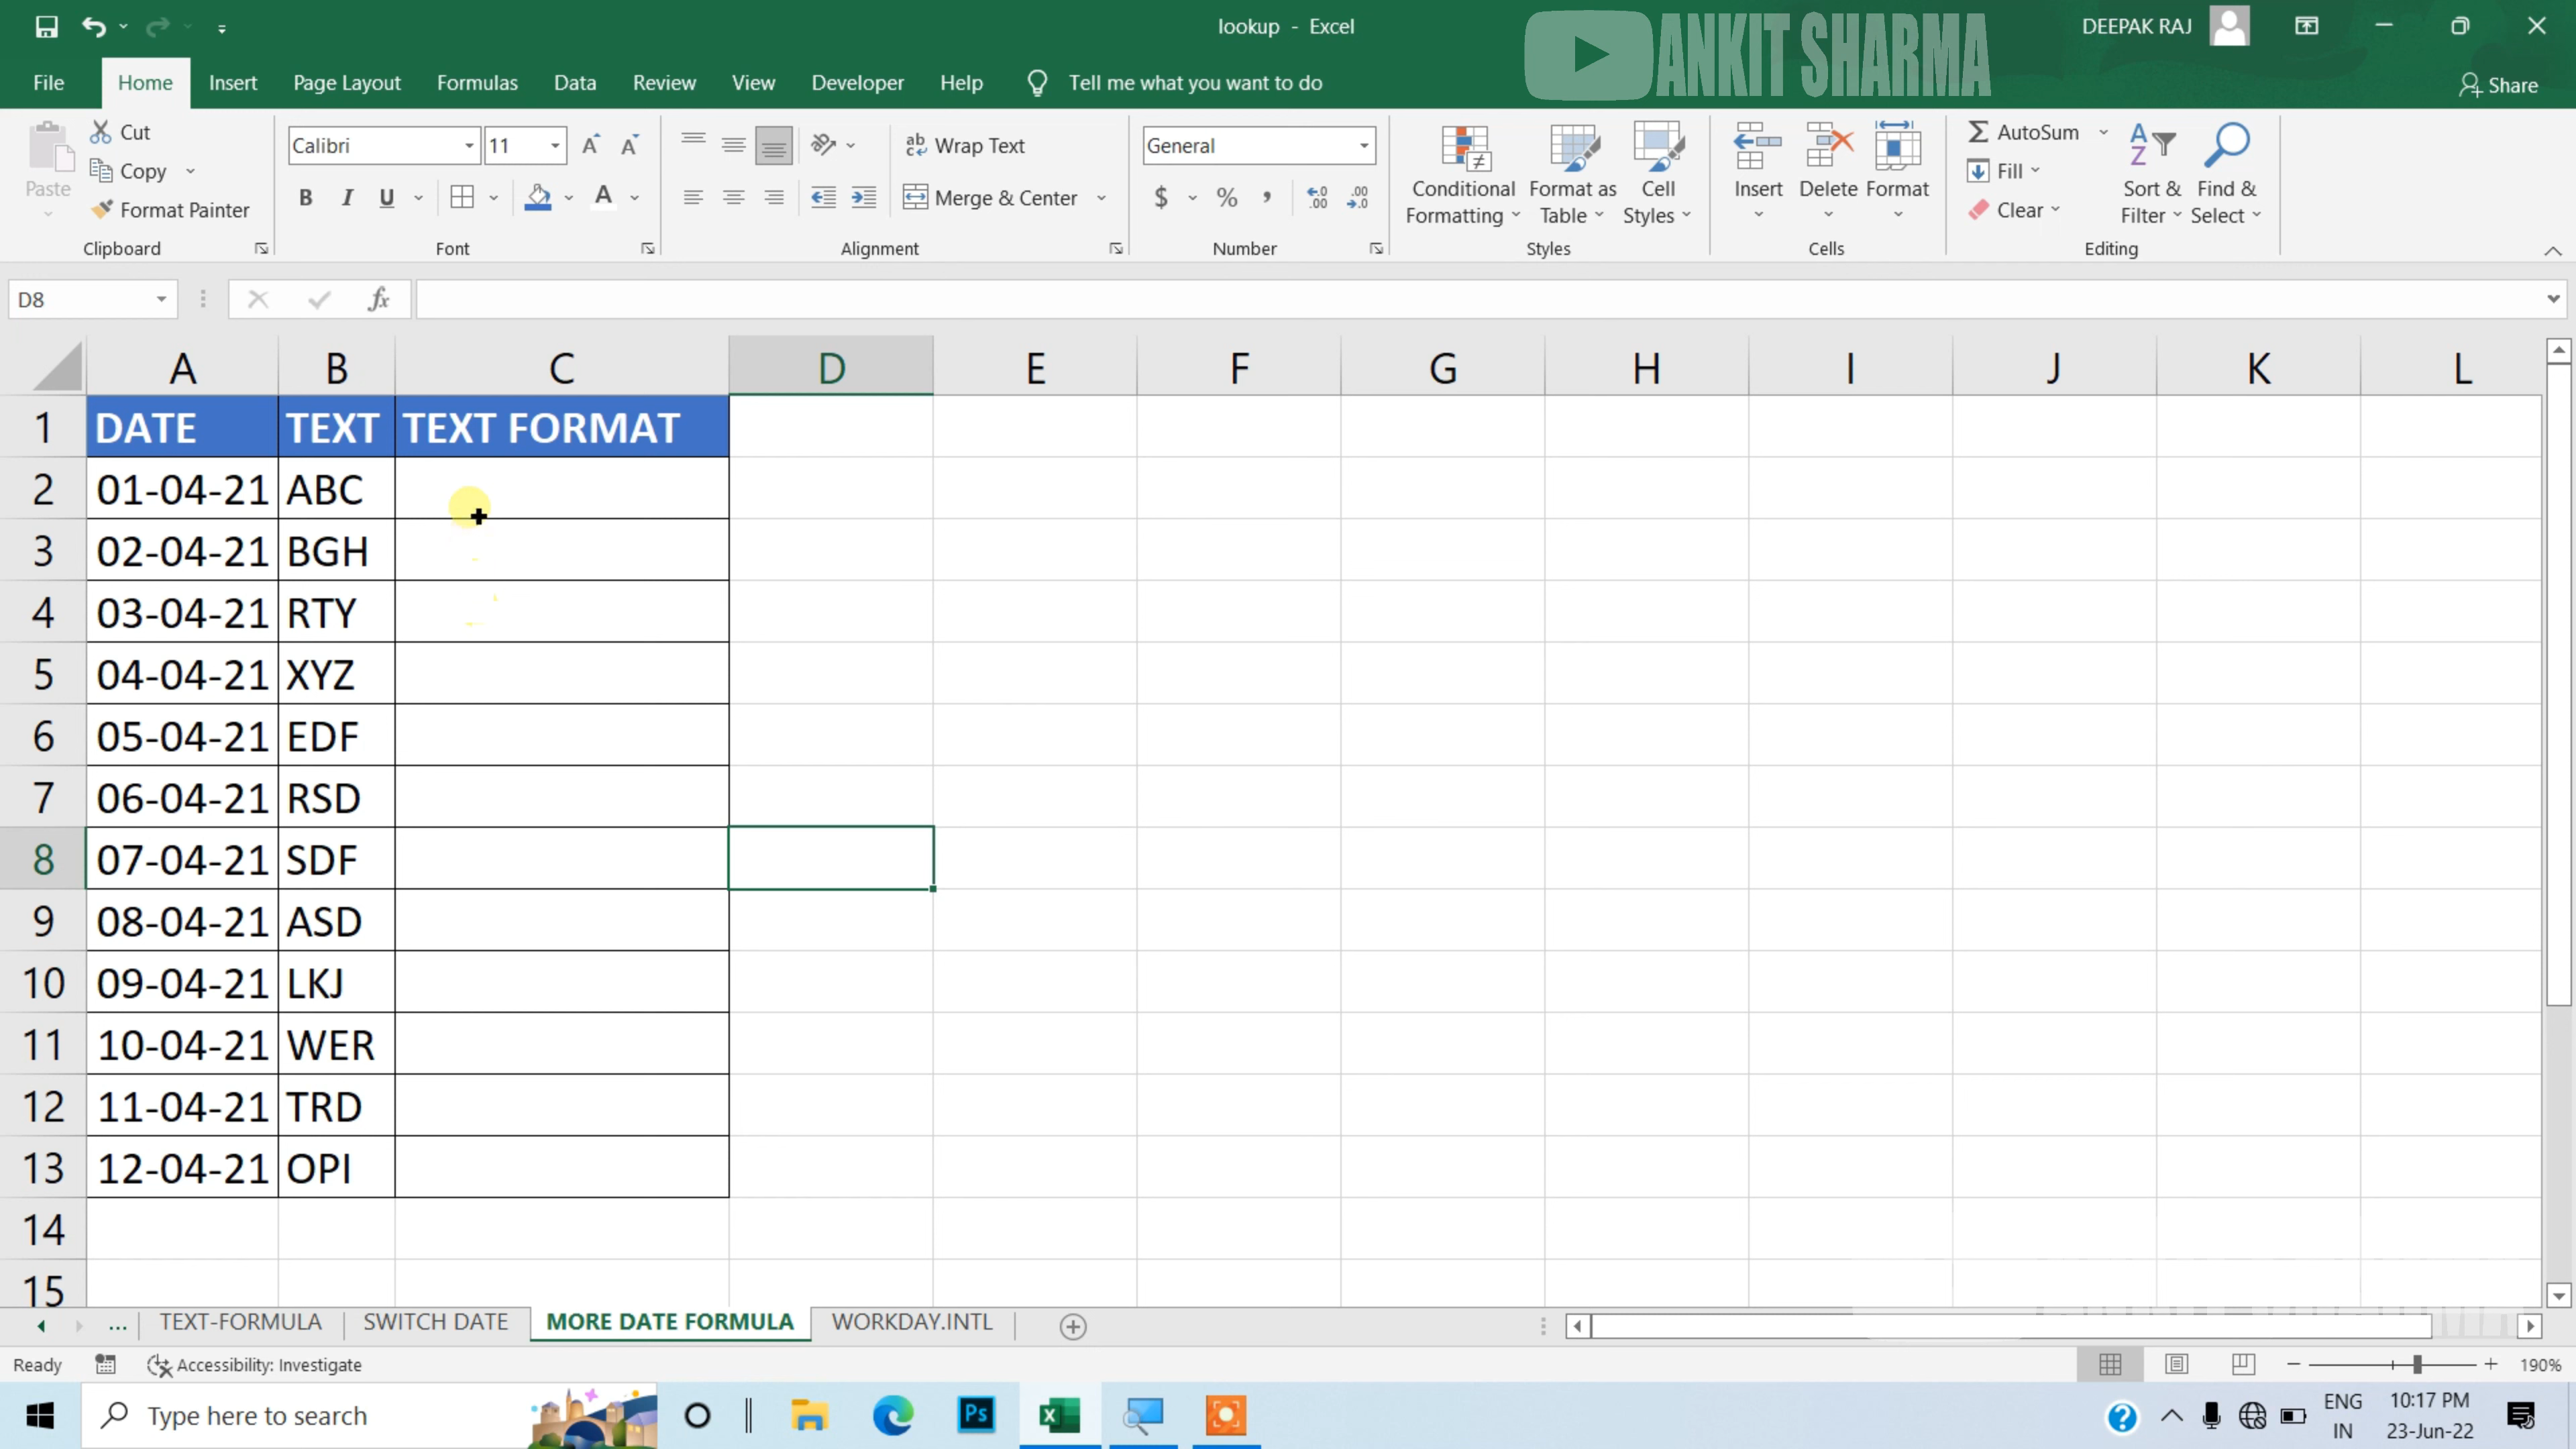 lookup - Excel
ANKIT SHARMA
DEEPAK RAJ
File Home Insert Page Layout Formulas Data Review View Developer Help Tell me what you want to do
Share
Paste
Cut
Copy
Format Painter
Clipboard
Calibri 11
B I U
Font
Wrap Text
Merge & Center
Alignment
General
$ % ,
Number
Conditional Formatting
Format as Table
Cell Styles
Styles
Insert Delete Format
Cells
AutoSum
Fill
Clear
Sort & Filter
Find & Select
Editing
D8 fx
A B C D E F G H I J K L
1 DATE TEXT TEXT FORMAT
2 01-04-21 ABC
3 02-04-21 BGH
4 03-04-21 RTY
5 04-04-21 XYZ
6 05-04-21 EDF
7 06-04-21 RSD
8 07-04-21 SDF
9 08-04-21 ASD
10 09-04-21 LKJ
11 10-04-21 WER
12 11-04-21 TRD
13 12-04-21 OPI
14
15
... TEXT-FORMULA SWITCH DATE MORE DATE FORMULA WORKDAY.INTL
Ready Accessibility: Investigate 190%
Type here to search
Ps
ENG
IN
10:17 PM
23-Jun-22